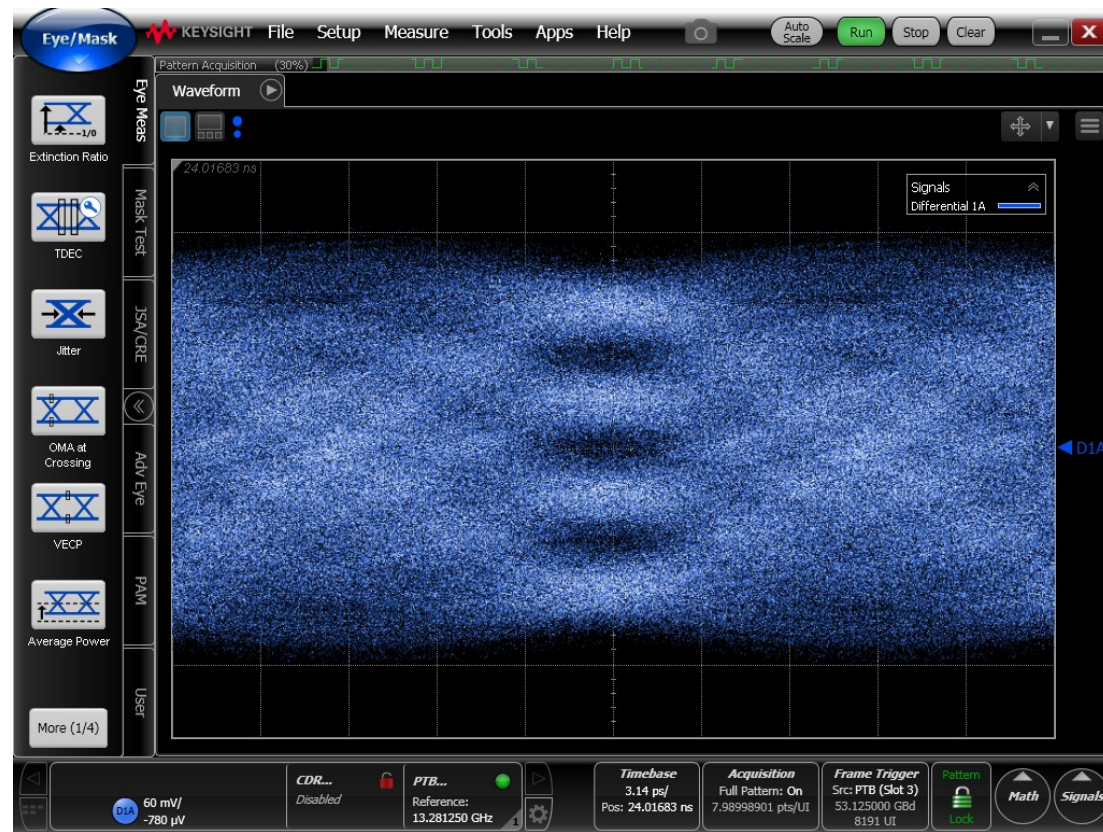 Eye/Mask
KEYSIGHT File Setup Measure Tools Apps Help Auto Scale Run Stop Clear X
Pattern Acquisition (30%)
Waveform
Eye Meas
Mask Test
JSA/CRE
Adv Eye
PAM
User
-1/0
Extinction Ratio
TDEC
Jitter
OMA at
Crossing
VECP
Average Power
More (1/4)
24.01683 ns
Signals
Differential 1A
D1A
D1A 60 mV/
-780 µV
CDR...
Disabled
PTB...
Reference:
13.281250 GHz
1
Timebase
3.14 ps/
Pos: 24.01683 ns
Acquisition
Full Pattern: On
7.98998901 pts/UI
Frame Trigger
Src: PTB (Slot 3)
53.125000 GBd
8191 UI
Pattern
Lock
Math
Signals